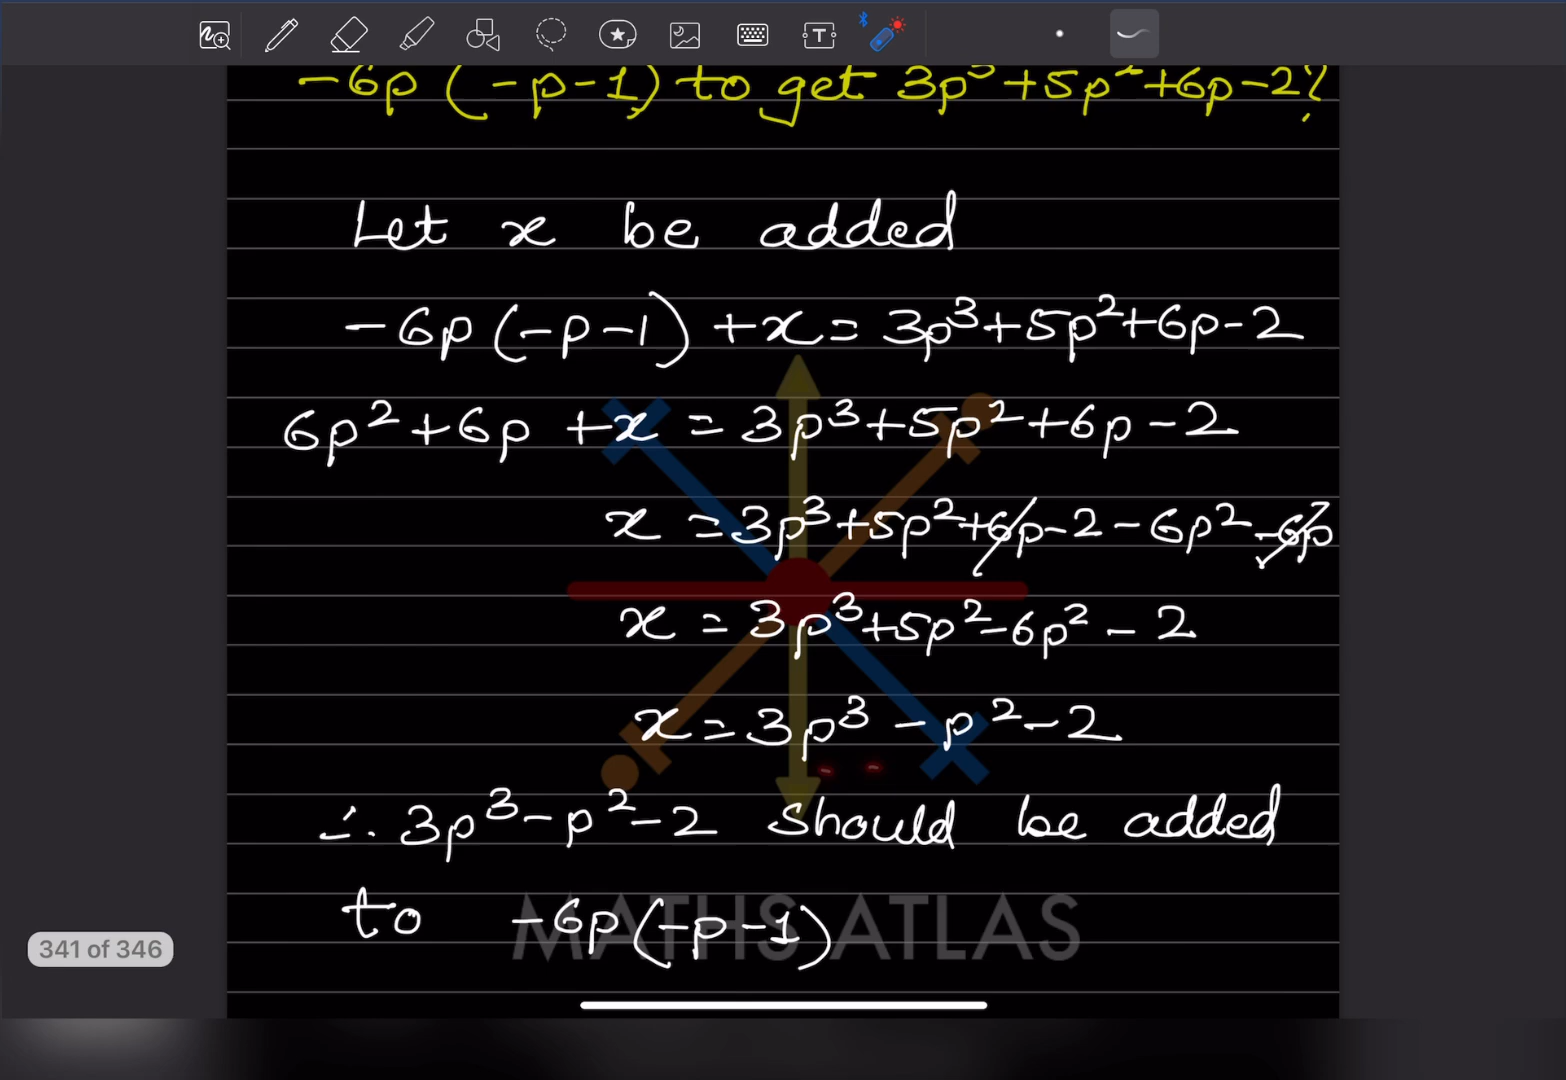 -6p(-p-1) to get 3p³+5p²+6p-2?
Let x be added
-6p(-p-1)+x=3p³+5p²+6p-2
6p²+6p+x=3p³+5p²+6p-2
x=3p³+5p²+6p-2-6p²-6p
x=3p³+5p²-6p²-2
x=3p³-p²-2
∴ 3p³-p²-2 should be added
to -6p(-p-1)
MATHS ATLAS
341 of 346